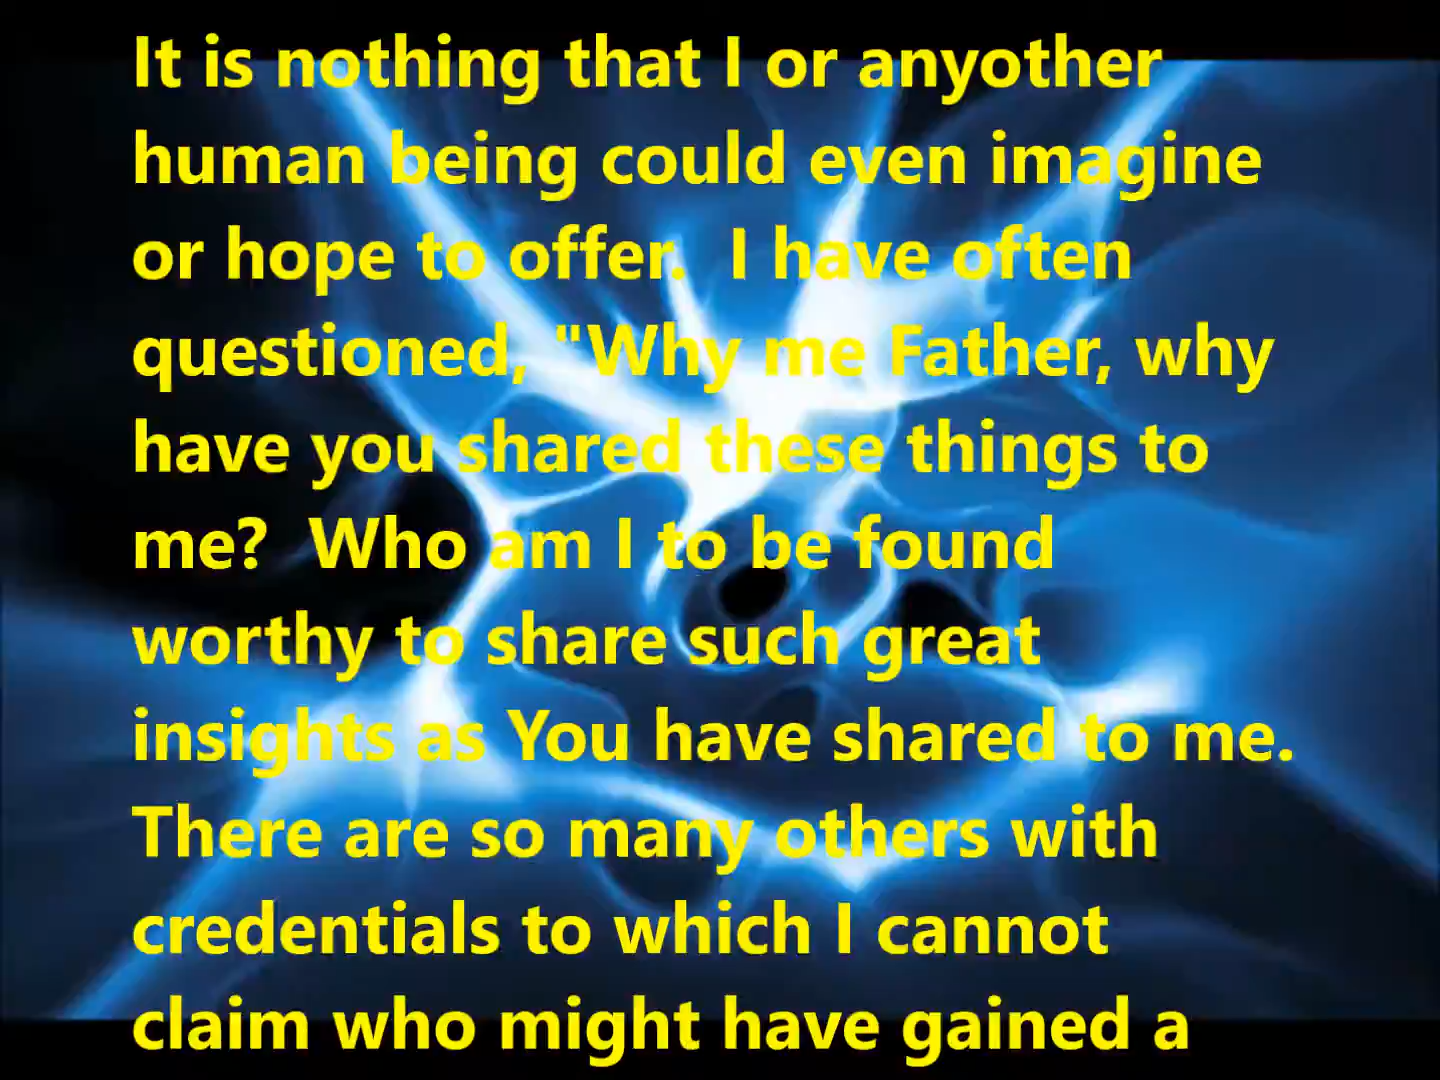 It is nothing that I or anyother
human being could even imagine
or hope to offer.  I have often
questioned, "Why me Father, why
have you shared these things to
me?  Who am I to be found
worthy to share such great
insights as You have shared to me.
There are so many others with
credentials to which I cannot
claim who might have gained a